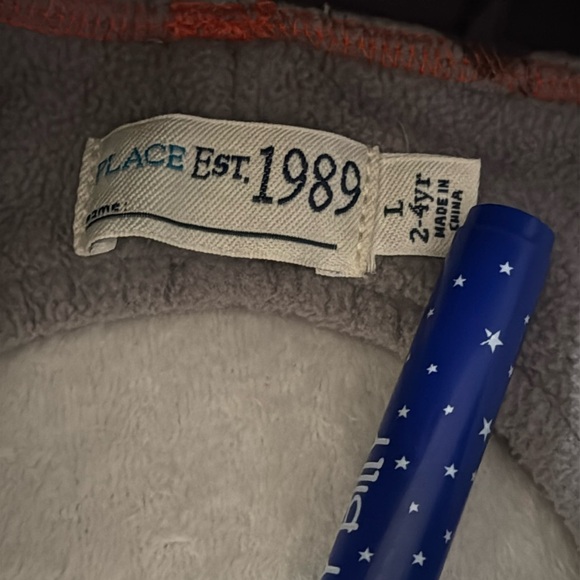 PLACE EST. 1989
name:
L
2-4yr
MADE IN
CHINA